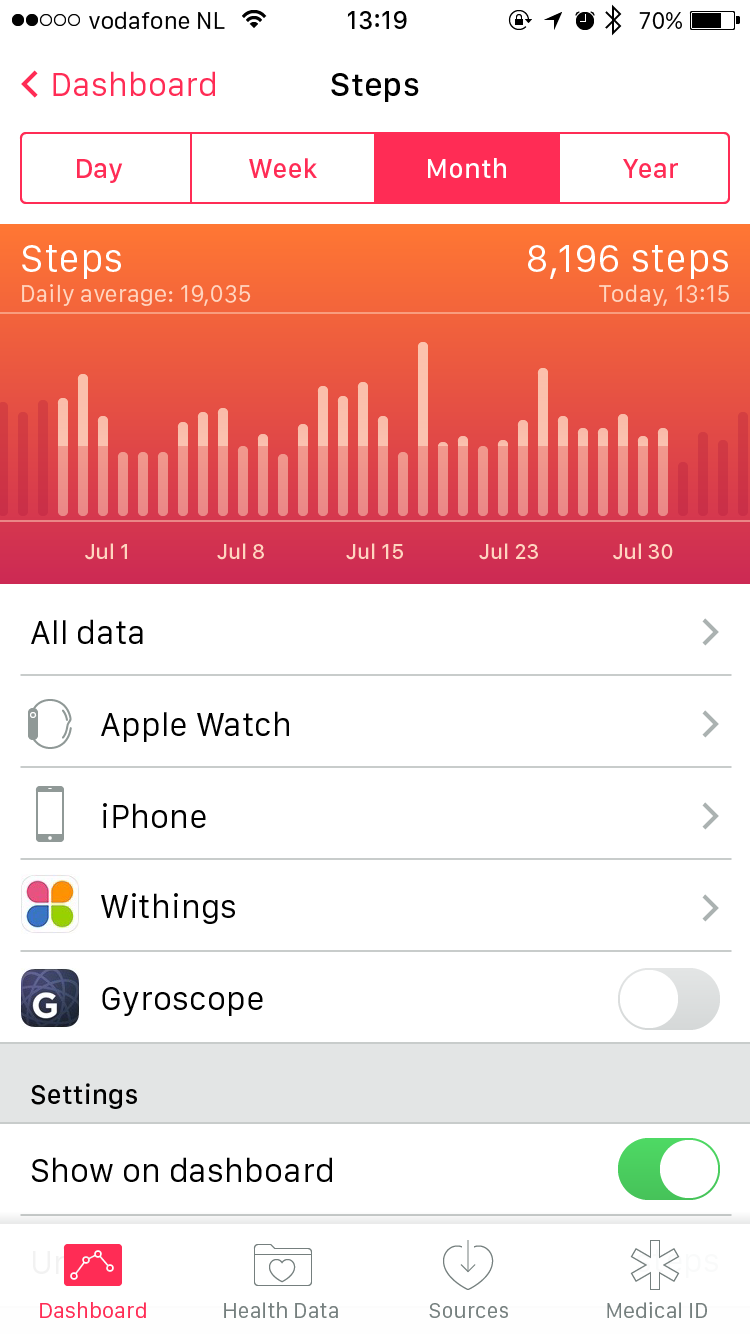 vodafone NL 13:19 70%
Dashboard Steps
Day Week Month Year
Steps 8,196 steps
Daily average: 19,035 Today, 13:15
Jul 1 Jul 8 Jul 15 Jul 23 Jul 30
All data
Apple Watch
iPhone
Withings
G Gyroscope
Settings
Show on dashboard
Dashboard Health Data Sources Medical ID